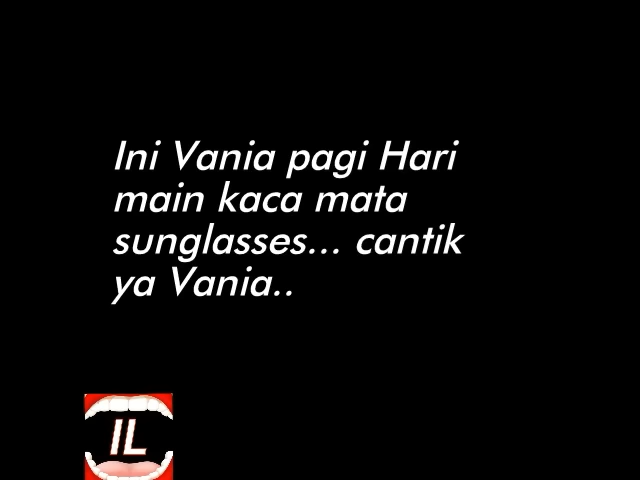 Ini Vania pagi Hari
main kaca mata
sunglasses... cantik
ya Vania..
IL